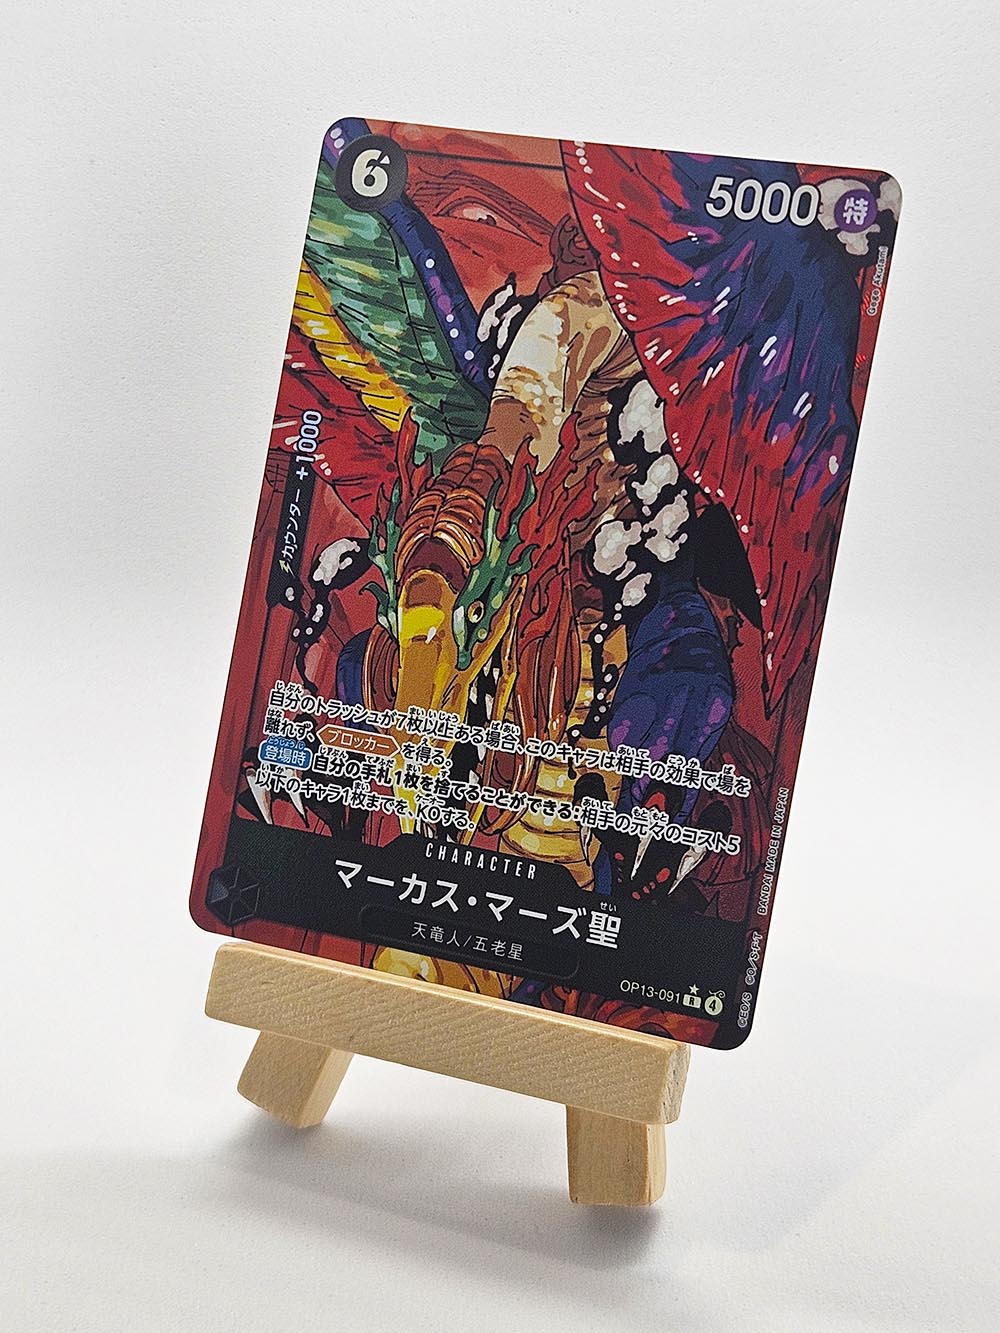 6
5000 特
Gege Akutami
カウンター +1000
自分のトラッシュが7枚以上ある場合、このキャラは相手の効果で場を
離れず、ブロッカー を得る。
登場時 自分の手札1枚を捨てることができる:相手の元々のコスト5
以下のキャラ1枚までを、KOする。
CHARACTER
マーカス・マーズ聖
天竜人/五老星
OP13-091 R 4
©EO/S ©O/S･F･T BANDAI MADE IN JAPAN